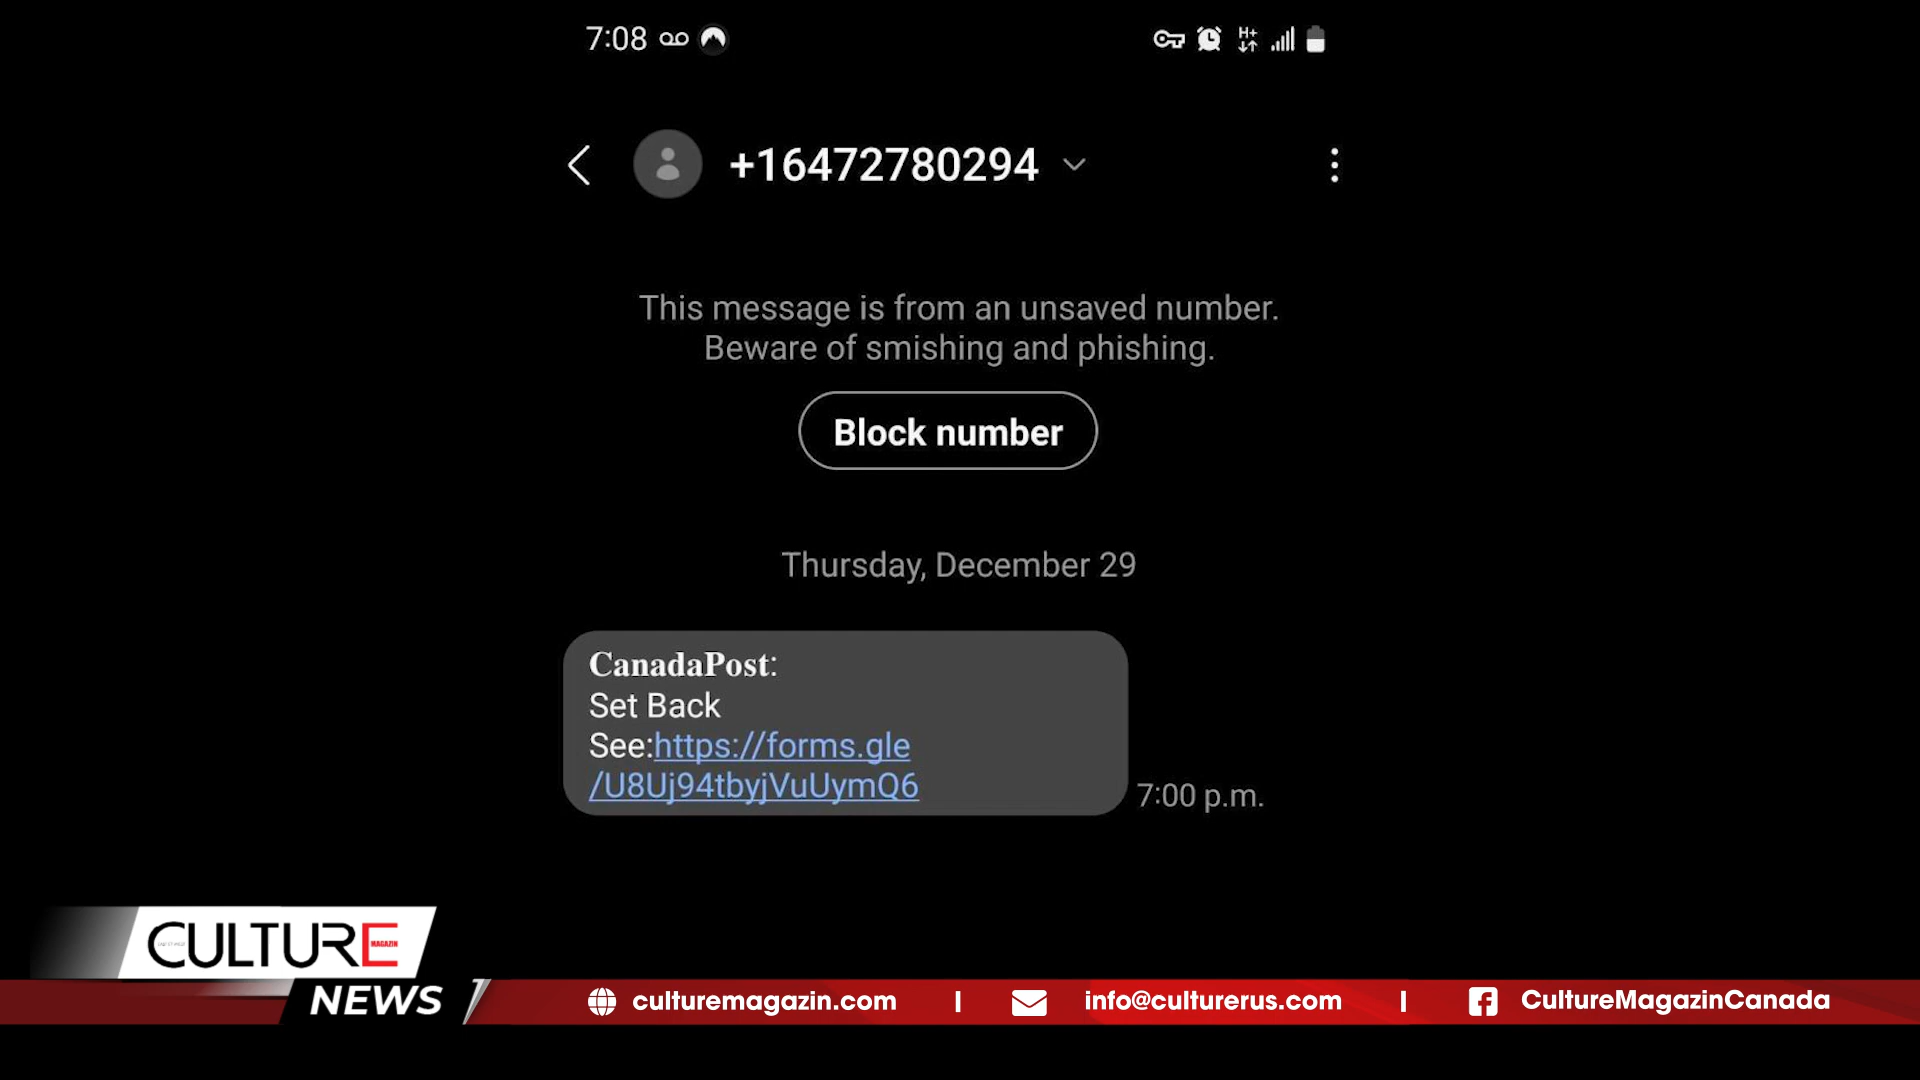 7:08
H+
+16472780294
This message is from an unsaved number.
Beware of smishing and phishing.
Block number
Thursday, December 29
CanadaPost:
Set Back
See:https://forms.gle
/U8Uj94tbyjVuUymQ6
7:00 p.m.
CULTURE
MAGAZIN
NEWS
culturemagazin.com | info@culturerus.com | CultureMagazinCanada